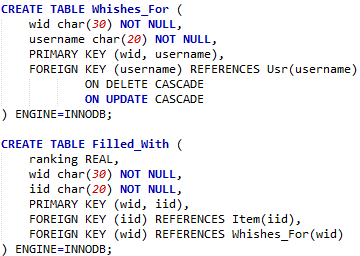 CREATE TABLE Whishes_For (
    wid char(30) NOT NULL,
    username char(20) NOT NULL,
    PRIMARY KEY (wid, username),
    FOREIGN KEY (username) REFERENCES Usr(username)
            ON DELETE CASCADE
            ON UPDATE CASCADE
) ENGINE=INNODB;

CREATE TABLE Filled_With (
    ranking REAL,
    wid char(30) NOT NULL,
    iid char(20) NOT NULL,
    PRIMARY KEY (wid, iid),
    FOREIGN KEY (iid) REFERENCES Item(iid),
    FOREIGN KEY (wid) REFERENCES Whishes_For(wid)
) ENGINE=INNODB;